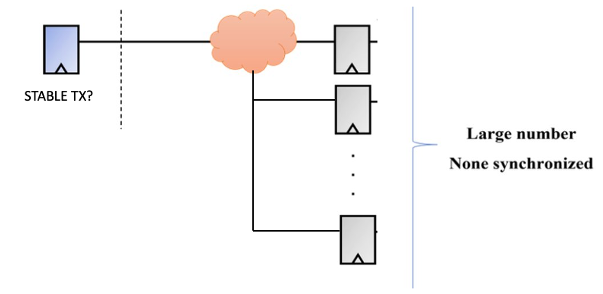 STABLE TX?
Large number
None synchronized